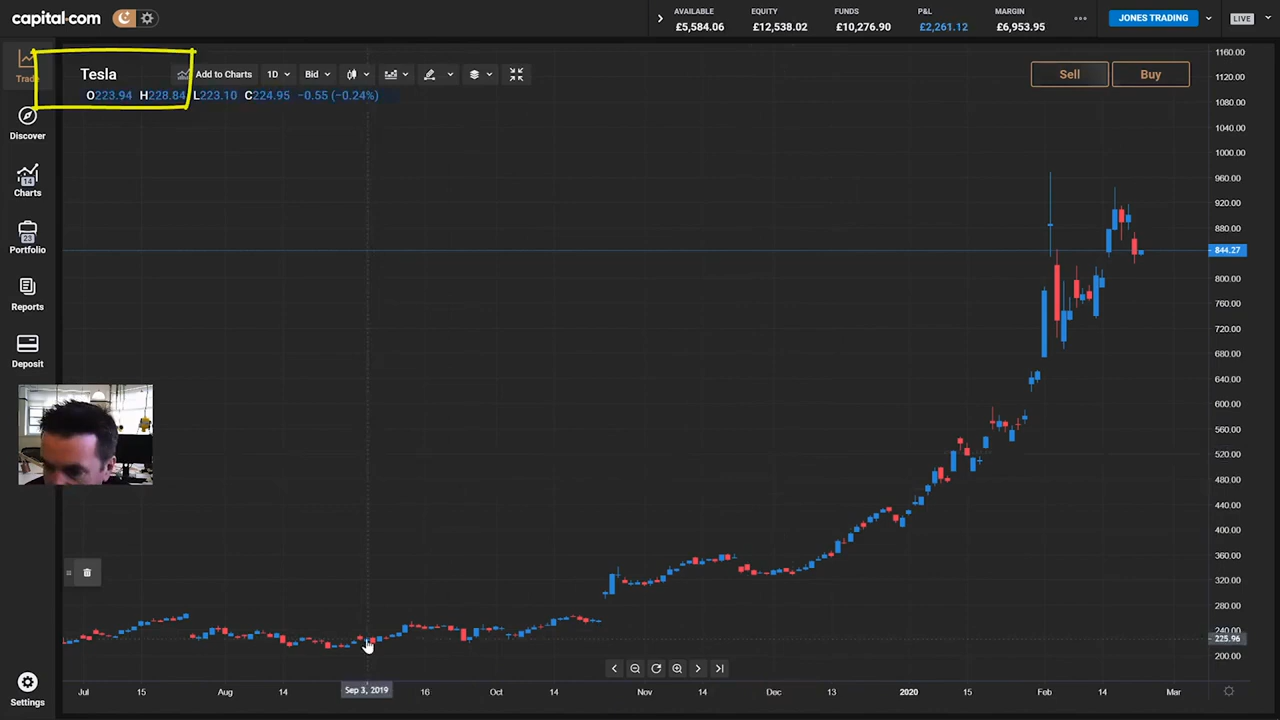 capital.com
AVAILABLE EQUITY FUNDS P&L MARGIN
£5,584.06 £12,538.02 £10,276.90 £2,261.12 £6,953.95
JONES TRADING
LIVE
Trade
Discover
14
Charts
23
Portfolio
Reports
Deposit
Settings
Tesla
Add to Charts 1D Bid
O223.94 H228.84 L223.10 C224.95 −0.55 (−0.24%)
Sell Buy
1160.00
1120.00
1080.00
1040.00
1000.00
960.00
920.00
880.00
844.27
800.00
760.00
720.00
680.00
640.00
600.00
560.00
520.00
480.00
440.00
400.00
360.00
320.00
280.00
240.00
225.96
200.00
Jul 15 Aug 14 Sep 3, 2019 16 Oct 14 Nov 14 Dec 13 2020 15 Feb 14 Mar